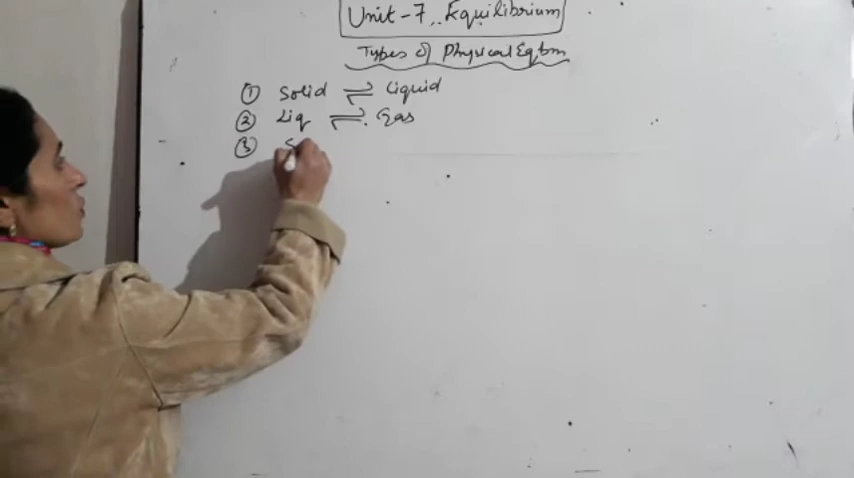 Unit-7, Equilibrium
Types of Physical Eqbm
① Solid ⇌ Liquid
② Liq ⇌ Gas
③ S